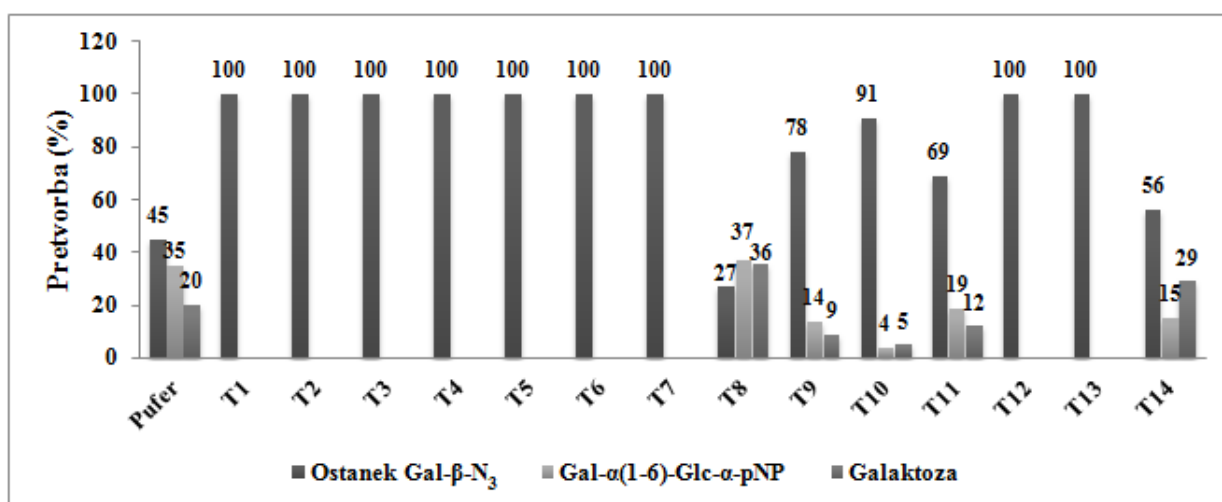 Pretvorba (%)
120
100
80
60
40
20
0
45 35 20
100
100
100
100
100
100
100
27 37 36
78 14 9
91 4 5
69 19 12
100
100
56 15 29
Pufer T1 T2 T3 T4 T5 T6 T7 T8 T9 T10 T11 T12 T13 T14
Ostanek Gal-β-N₃ Gal-α(1-6)-Glc-α-pNP Galaktoza